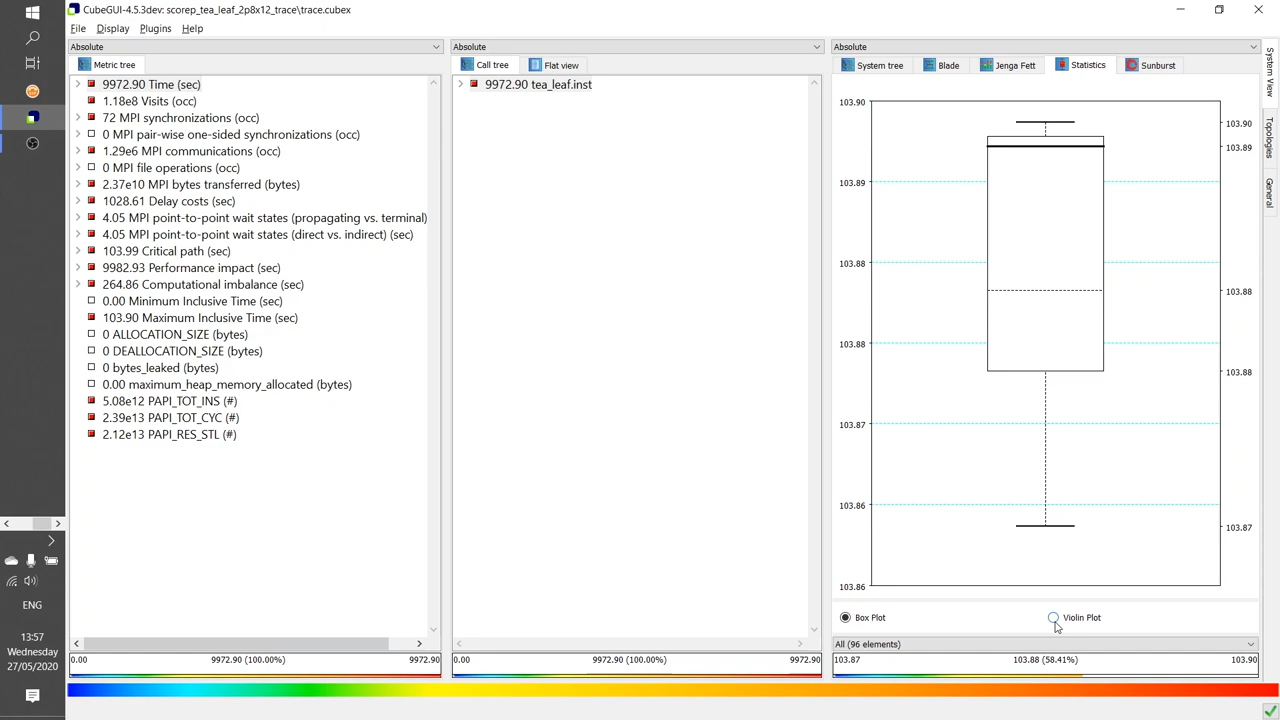 CubeGUI-4.5.3dev: scorep_tea_leaf_2p8x12_trace\trace.cubex
File Display Plugins Help
Absolute
Absolute
Absolute
Metric tree
Call tree
Flat view
System tree
Blade
Jenga Fett
Statistics
Sunburst
System View
Topologies
General
9972.90 Time (sec)
1.18e8 Visits (occ)
72 MPI synchronizations (occ)
0 MPI pair-wise one-sided synchronizations (occ)
1.29e6 MPI communications (occ)
0 MPI file operations (occ)
2.37e10 MPI bytes transferred (bytes)
1028.61 Delay costs (sec)
4.05 MPI point-to-point wait states (propagating vs. terminal)
4.05 MPI point-to-point wait states (direct vs. indirect) (sec)
103.99 Critical path (sec)
9982.93 Performance impact (sec)
264.86 Computational imbalance (sec)
0.00 Minimum Inclusive Time (sec)
103.90 Maximum Inclusive Time (sec)
0 ALLOCATION_SIZE (bytes)
0 DEALLOCATION_SIZE (bytes)
0 bytes_leaked (bytes)
0.00 maximum_heap_memory_allocated (bytes)
5.08e12 PAPI_TOT_INS (#)
2.39e13 PAPI_TOT_CYC (#)
2.12e13 PAPI_RES_STL (#)
9972.90 tea_leaf.inst
103.90
103.89
103.88
103.88
103.87
103.86
103.86
103.90
103.89
103.88
103.88
103.87
Box Plot
Violin Plot
All (96 elements)
0.00 9972.90 (100.00%) 9972.90
0.00 9972.90 (100.00%) 9972.90
103.87 103.88 (58.41%) 103.90
ENG
13:57
Wednesday
27/05/2020